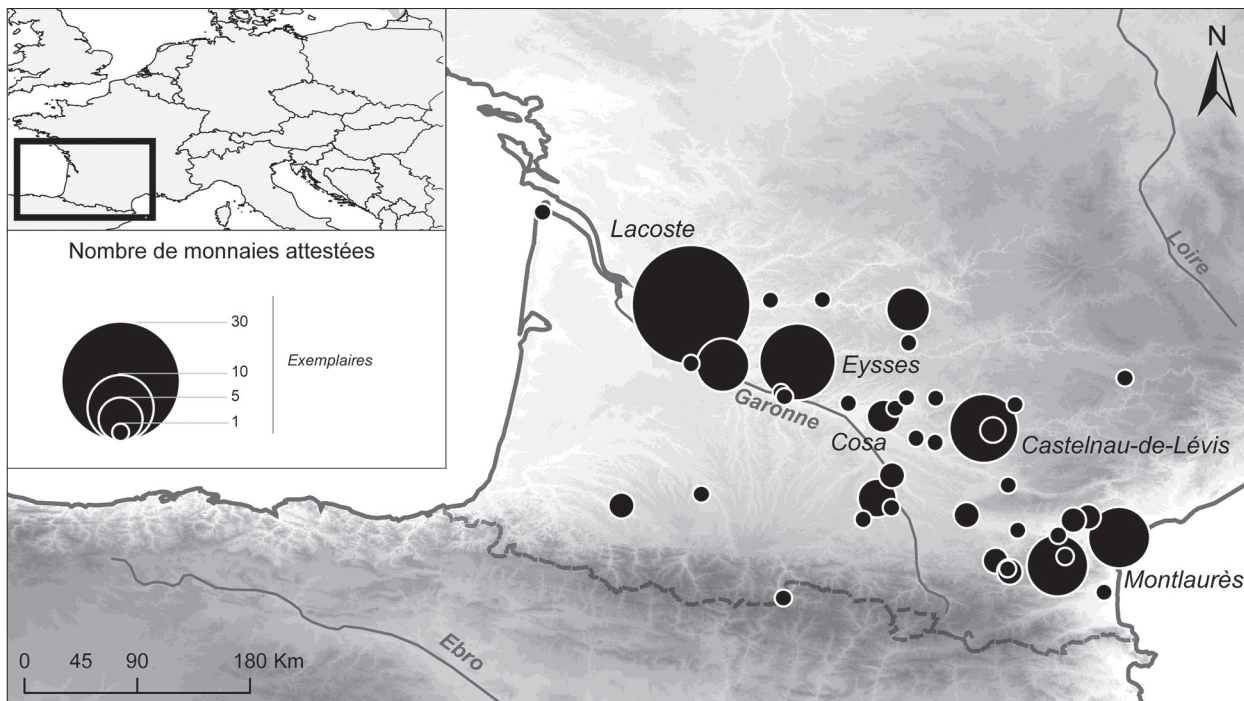 Nombre de monnaies attestées
30
10
5
1
Exemplaires
N
Loire
Lacoste
Eysses
Garonne
Cosa
Castelnau-de-Lévis
Montlaurès
Ebro
0 45 90 180 Km